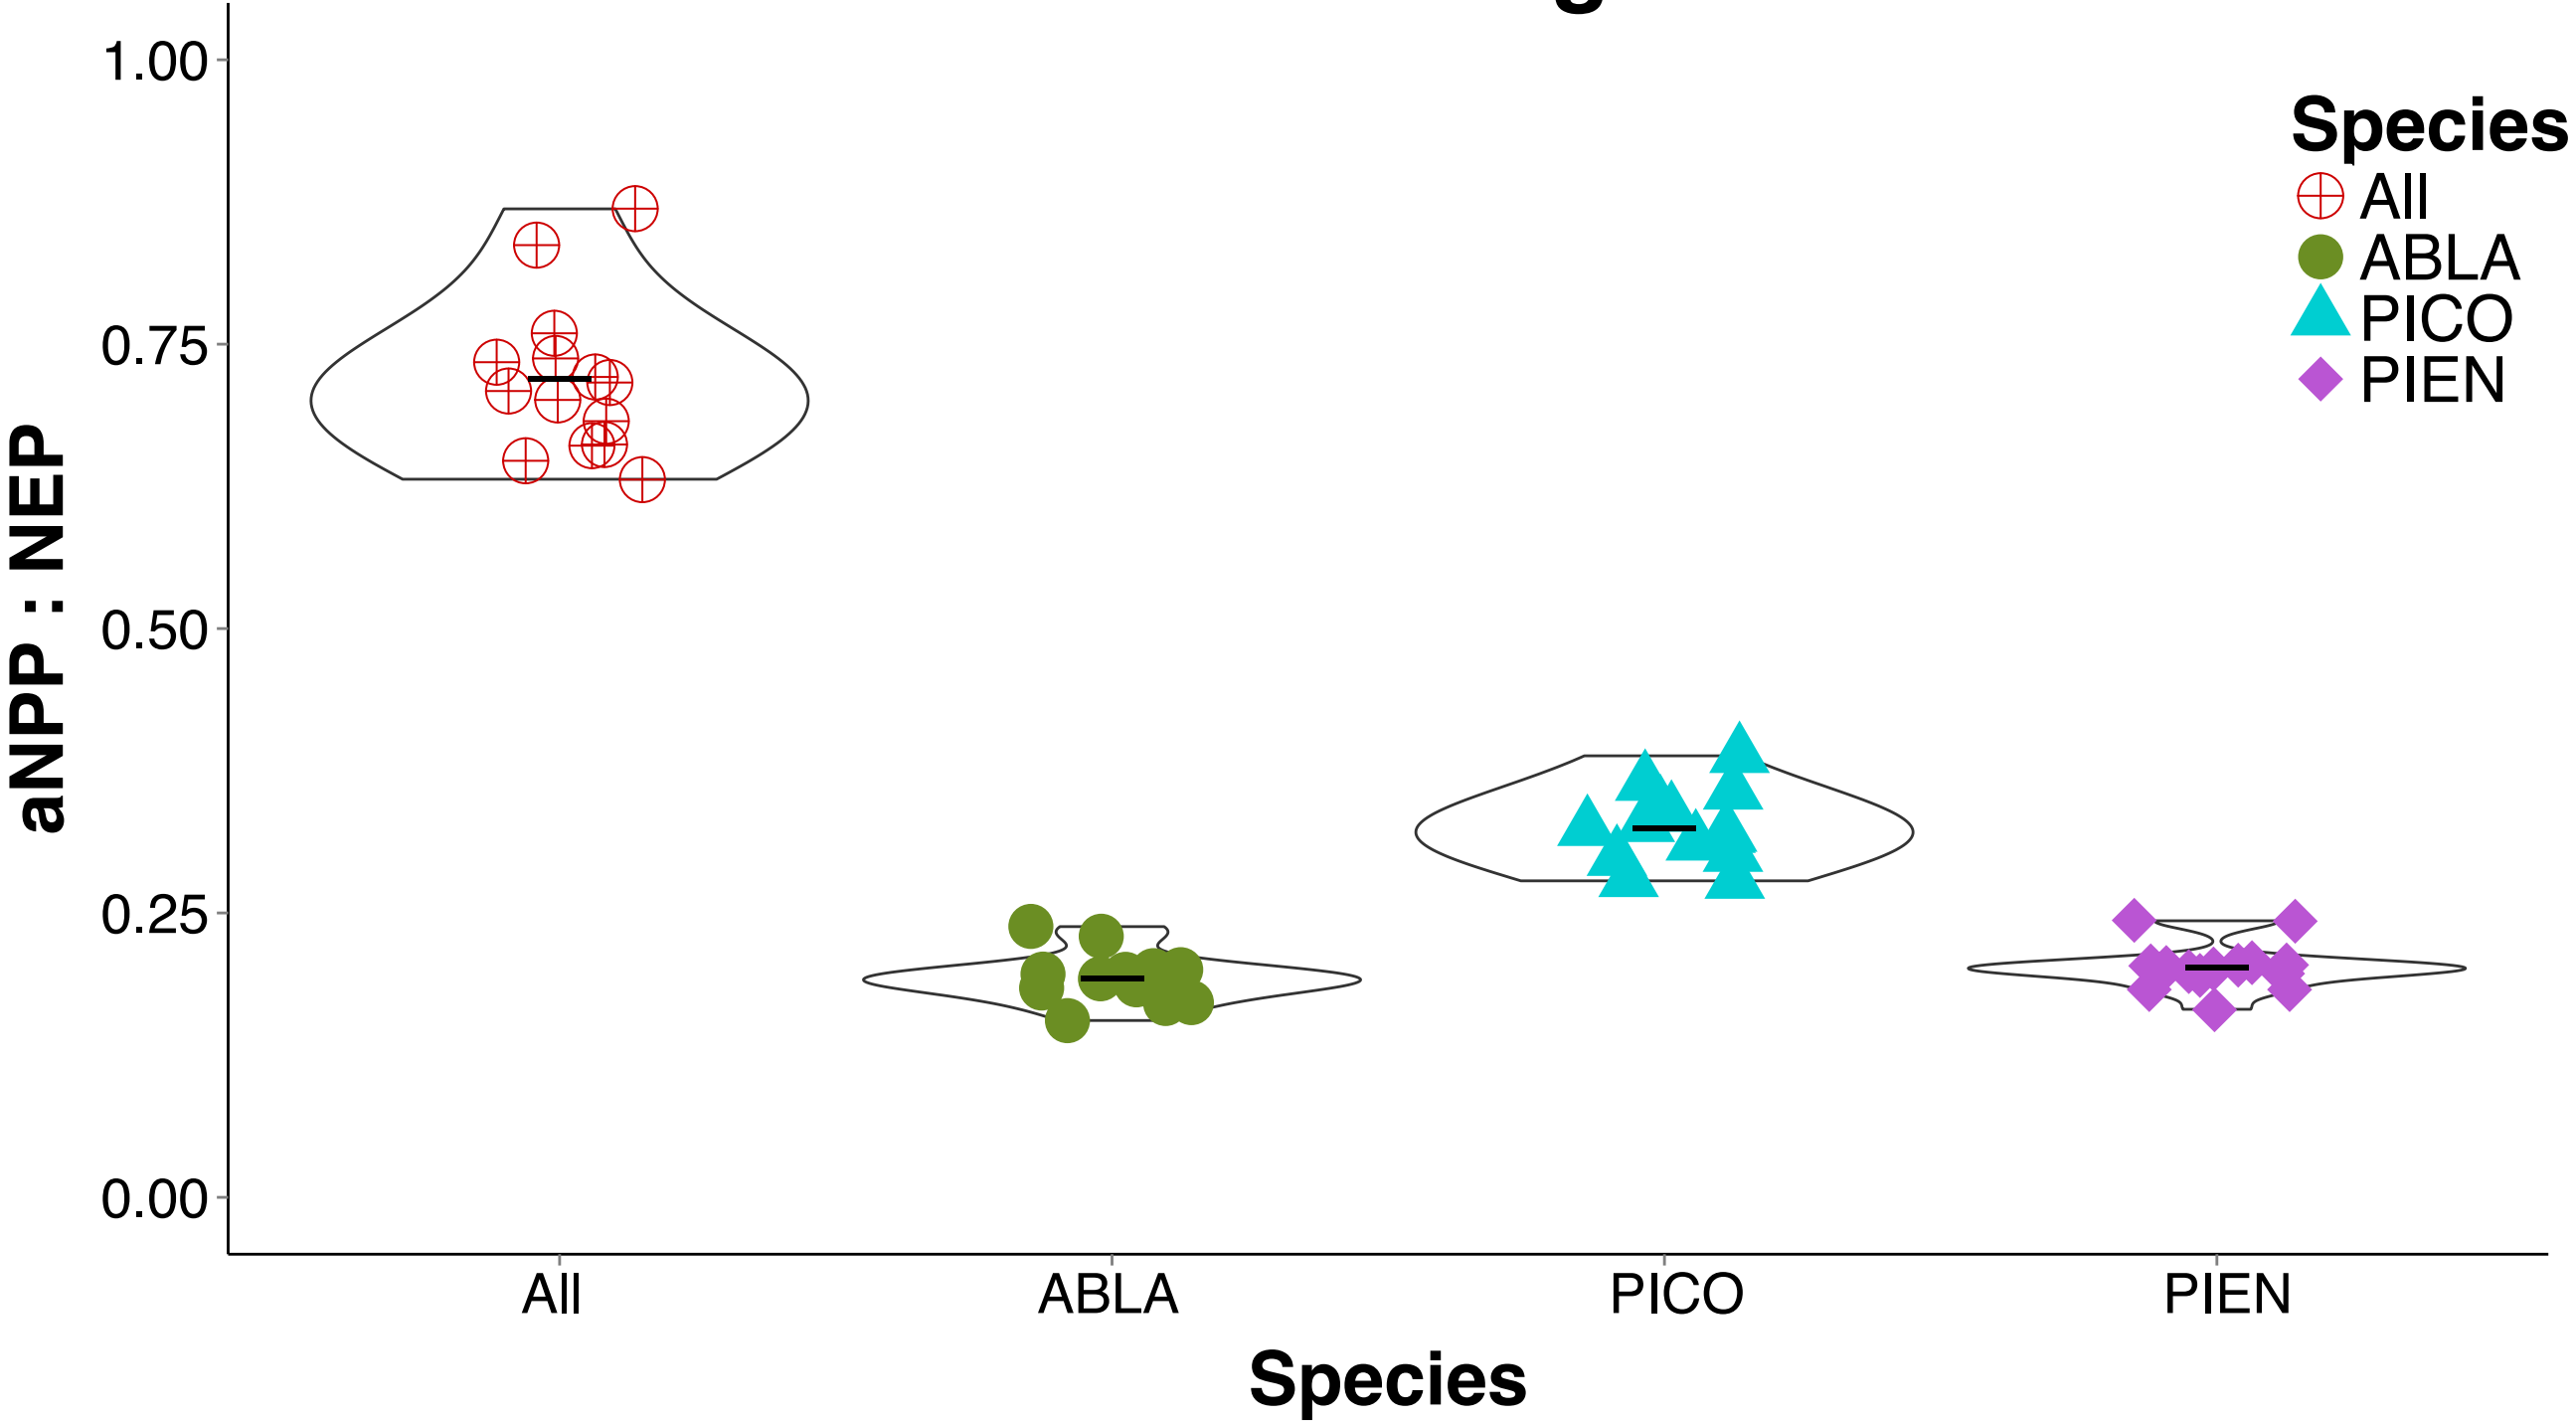 1.00
0.75
0.50
0.25
0.00
aNPP : NEP
All
ABLA
PICO
PIEN
Species
Species
All
ABLA
PICO
PIEN